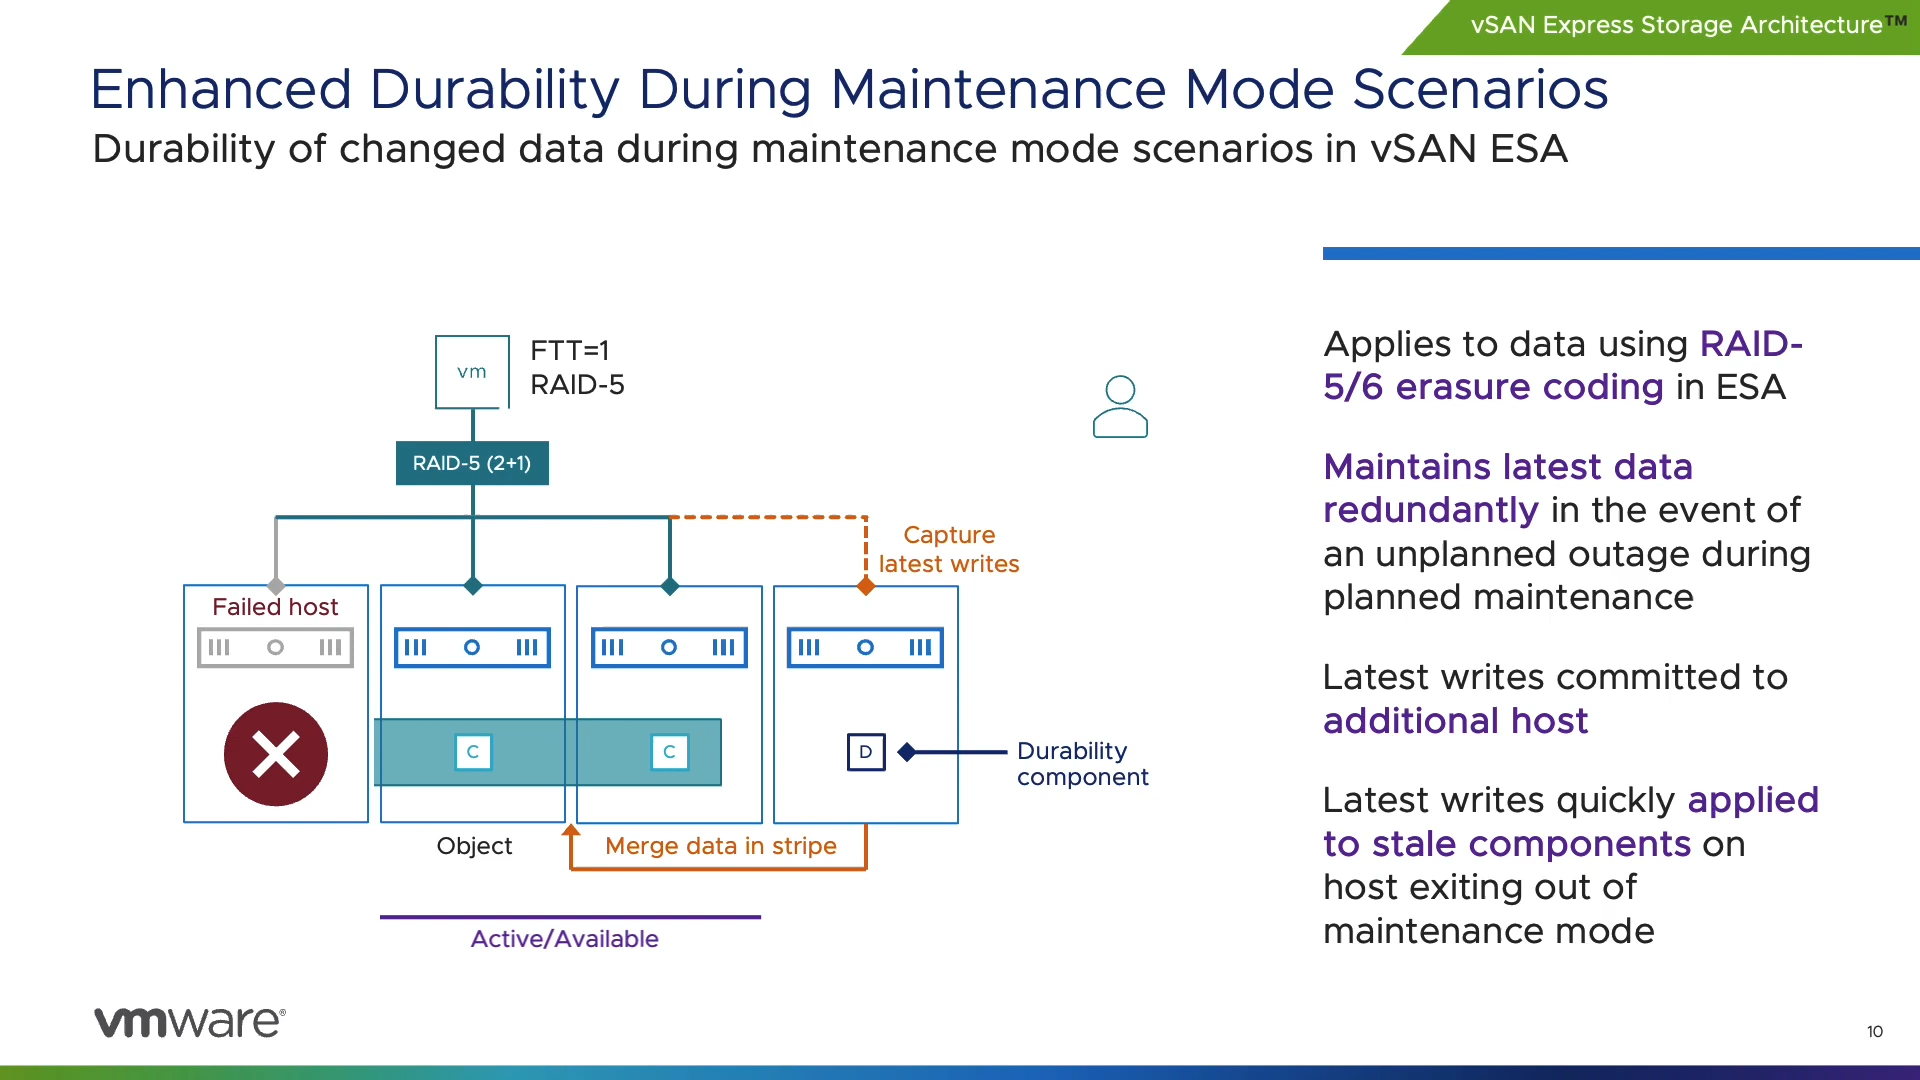 vSAN Express Storage Architecture™
Enhanced Durability During Maintenance Mode Scenarios
Durability of changed data during maintenance mode scenarios in vSAN ESA
vm
FTT=1
RAID-5
RAID-5 (2+1)
Capture
latest writes
Failed host
C
C
D
Durability
component
Object
Merge data in stripe
Active/Available
Applies to data using RAID-
5/6 erasure coding in ESA
Maintains latest data
redundantly in the event of
an unplanned outage during
planned maintenance
Latest writes committed to
additional host
Latest writes quickly applied
to stale components on
host exiting out of
maintenance mode
vmware®
10